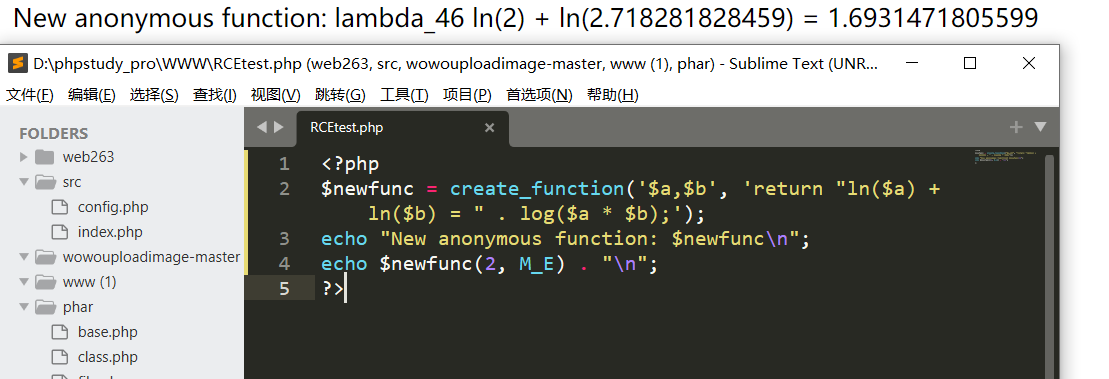 New anonymous function: lambda_46 ln(2) + ln(2.718281828459) = 1.6931471805599
D:\phpstudy_pro\WWW\RCEtest.php (web263, src, wowouploadimage-master, www (1), phar) - Sublime Text (UNR...
文件(F) 编辑(E) 选择(S) 查找(I) 视图(V) 跳转(G) 工具(T) 项目(P) 首选项(N) 帮助(H)
RCEtest.php
FOLDERS
web263
src
config.php
index.php
wowouploadimage-master
www (1)
phar
base.php
class.php
1 <?php
2 $newfunc = create_function('$a,$b', 'return "ln($a) +
ln($b) = " . log($a * $b);');
3 echo "New anonymous function: $newfunc\n";
4 echo $newfunc(2, M_E) . "\n";
5 ?>